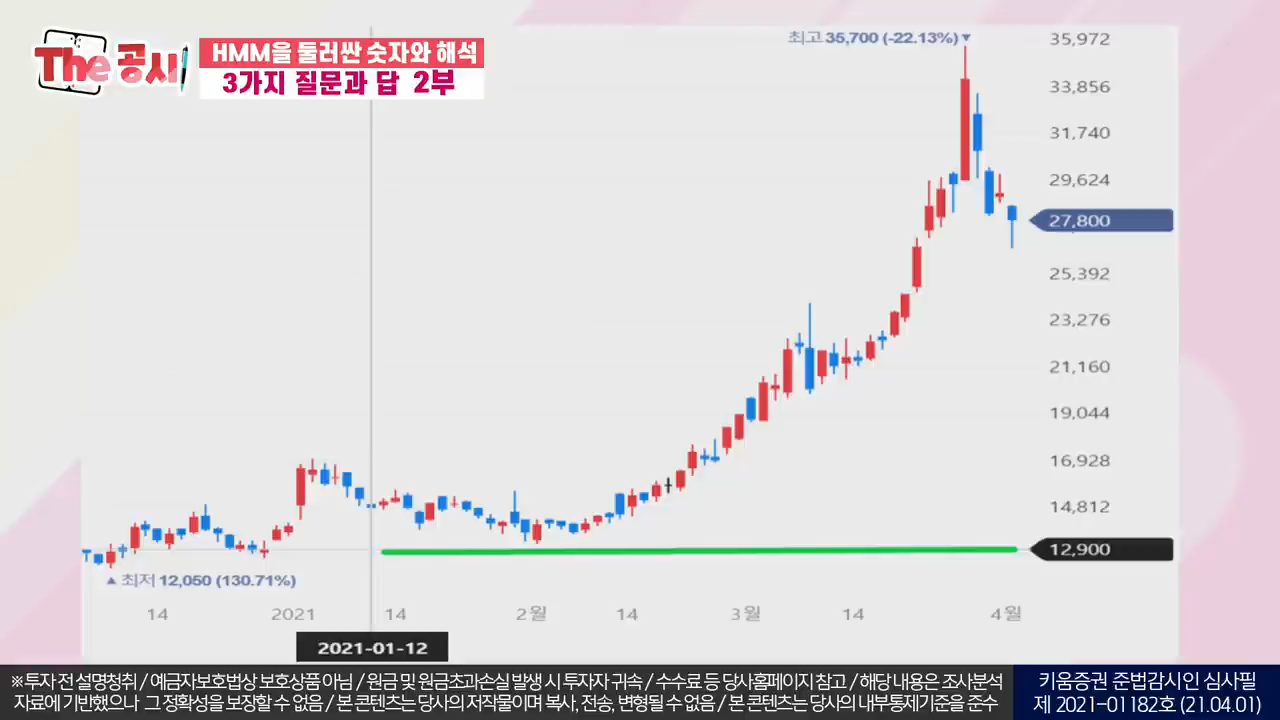 The 공시
HMM을 둘러싼 숫자와 해석
3가지 질문과 답 2부
최고 35,700 (-22.13%)▼
35,972
33,856
31,740
29,624
27,800
25,392
23,276
21,160
19,044
16,928
14,812
12,900
▲ 최저 12,050 (130.71%)
14 2021 14 2월 14 3월 14 4월
2021-01-12
※투자 전 설명청취 / 예금자보호법상 보호상품 아님 / 원금 및 원금초과손실 발생 시 투자자 귀속 / 수수료 등 당사홈페이지 참고 / 해당 내용은 조사분석
자료에 기반했으나 그 정확성을 보장할 수 없음 / 본 콘텐츠는 당사의 저작물이며 복사, 전송, 변형될 수 없음 / 본 콘텐츠는 당사의 내부통제기준을 준수
키움증권 준법감시인 심사필
제 2021-01182호 (21.04.01)